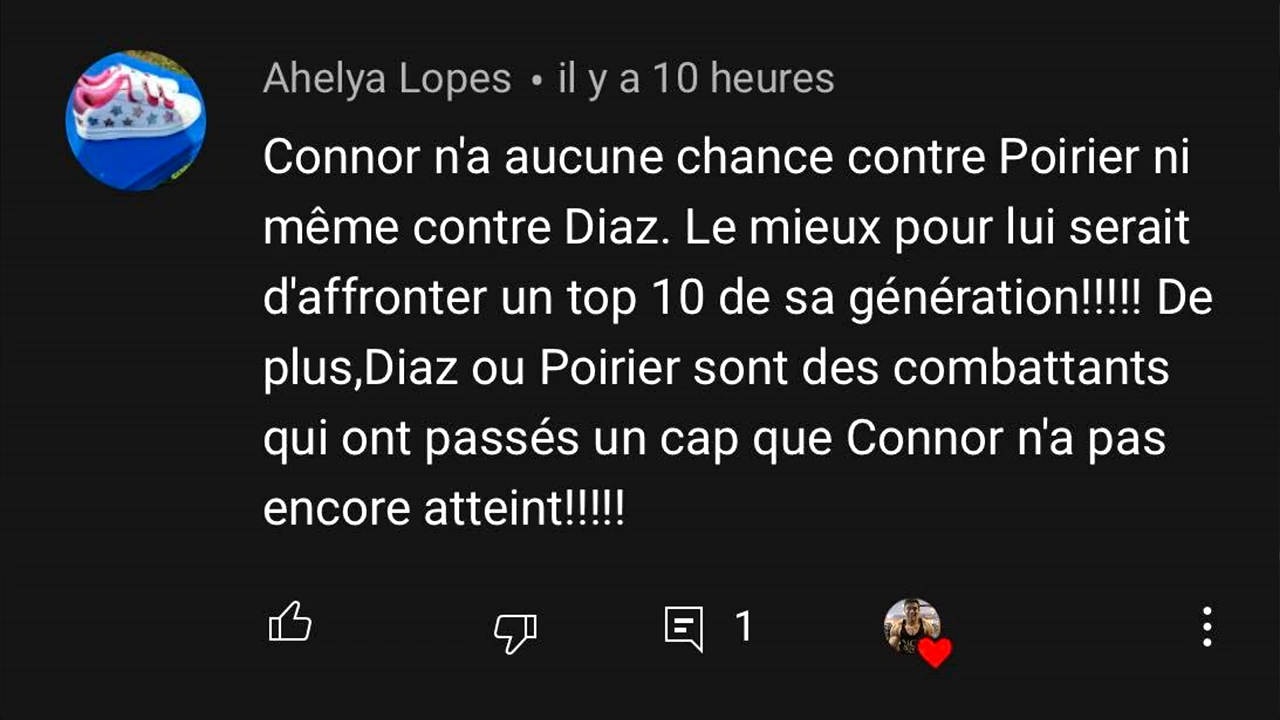 Ahelya Lopes • il y a 10 heures
Connor n'a aucune chance contre Poirier ni
même contre Diaz. Le mieux pour lui serait
d'affronter un top 10 de sa génération!!!!! De
plus,Diaz ou Poirier sont des combattants
qui ont passés un cap que Connor n'a pas
encore atteint!!!!!
1